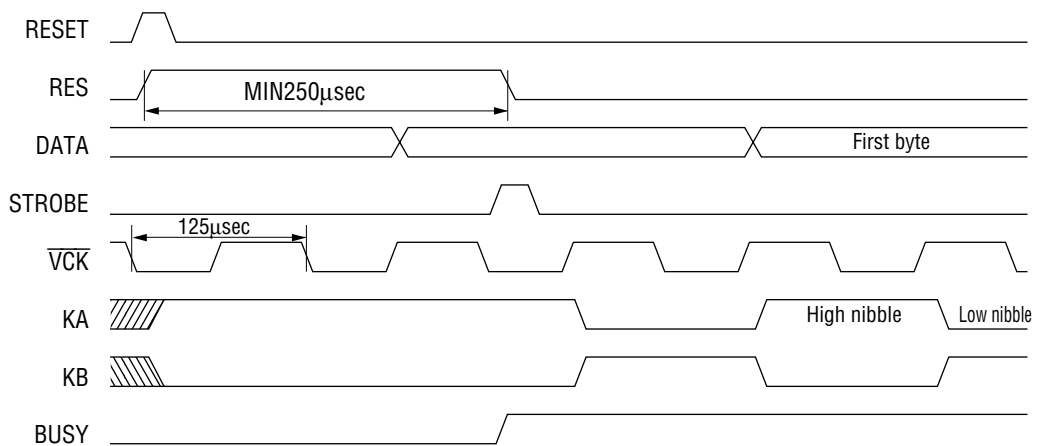 RESET
RES
MIN250μsec
DATA
First byte
STROBE
125μsec
VCK
KA
High nibble
Low nibble
KB
BUSY